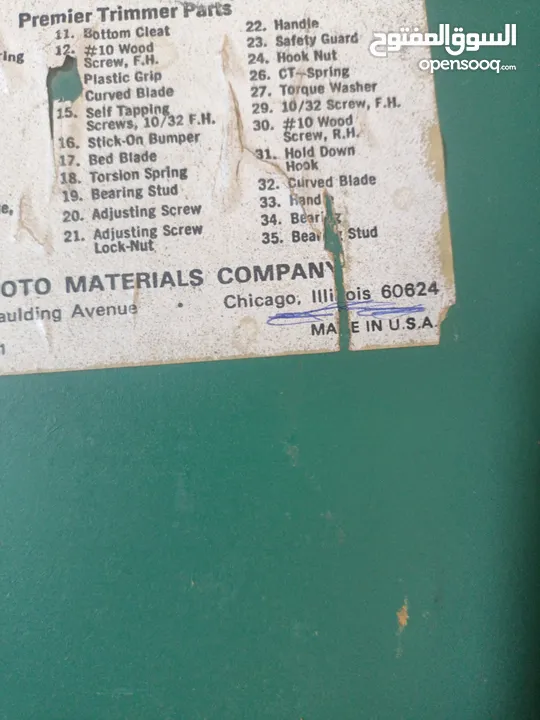 السوق المفتوح
opensooq.com
Premier Trimmer Parts
11. Bottom Cleat
12. #10 Wood
Screw, F.H.
Plastic Grip
Curved Blade
15. Self Tapping
Screws, 10/32 F.H.
16. Stick-On Bumper
17. Bed Blade
18. Torsion Spring
19. Bearing Stud
20. Adjusting Screw
21. Adjusting Screw
Lock-Nut
22. Handle
23. Safety Guard
24. Hook Nut
26. CT-Spring
27. Torque Washer
29. 10/32 Screw, F.H.
30. #10 Wood
Screw, R.H.
31. Hold Down
Hook
32. Curved Blade
33. Hand
34. Bearing
35. Bearing Stud
OTO MATERIALS COMPANY
aulding Avenue Chicago, Illinois 60624
1 MADE IN U.S.A.